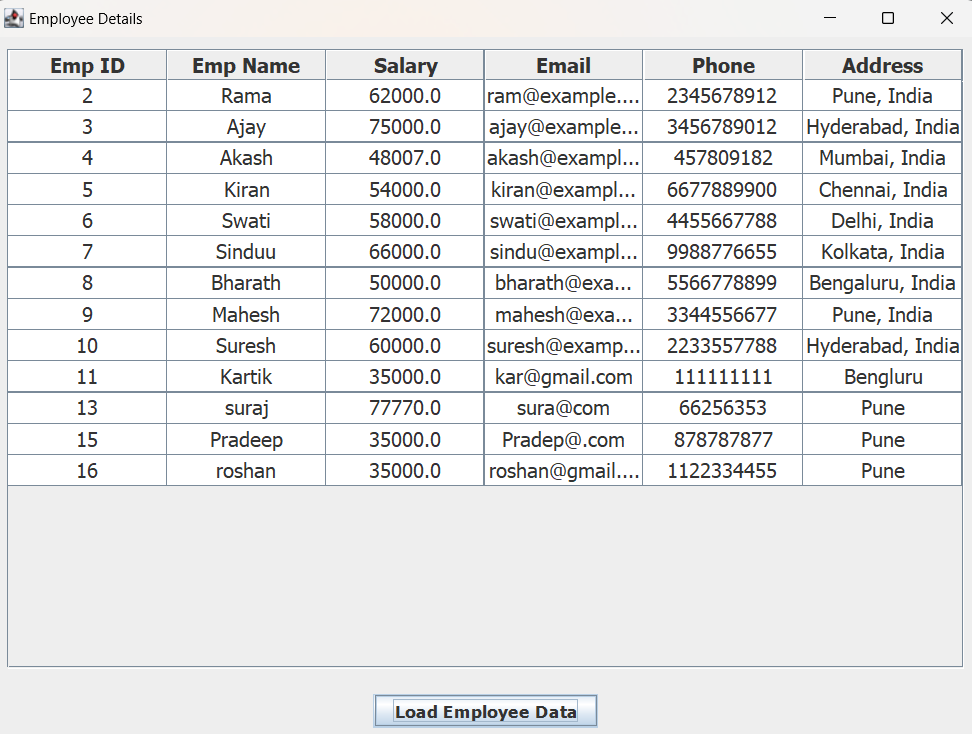 Employee Details
Emp ID Emp Name Salary Email Phone Address
2 Rama 62000.0 ram@example.... 2345678912 Pune, India
3 Ajay 75000.0 ajay@example... 3456789012 Hyderabad, India
4 Akash 48007.0 akash@exampl... 457809182 Mumbai, India
5 Kiran 54000.0 kiran@exampl... 6677889900 Chennai, India
6 Swati 58000.0 swati@exampl... 4455667788 Delhi, India
7 Sinduu 66000.0 sindu@exampl... 9988776655 Kolkata, India
8 Bharath 50000.0 bharath@exa... 5566778899 Bengaluru, India
9 Mahesh 72000.0 mahesh@exa... 3344556677 Pune, India
10 Suresh 60000.0 suresh@examp... 2233557788 Hyderabad, India
11 Kartik 35000.0 kar@gmail.com 111111111 Bengluru
13 suraj 77770.0 sura@com 66256353 Pune
15 Pradeep 35000.0 Pradep@.com 878787877 Pune
16 roshan 35000.0 roshan@gmail.... 1122334455 Pune
Load Employee Data